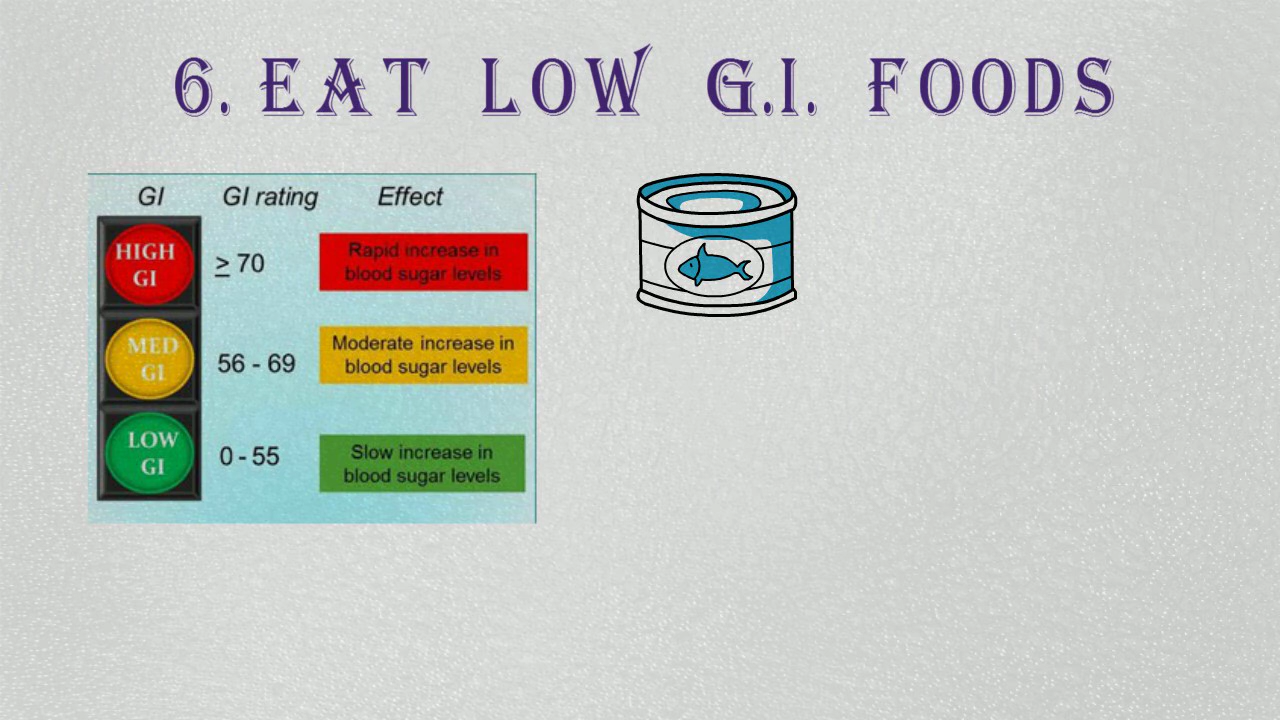 6. EAT LOW G.I. FOODS
GI GI rating Effect
HIGH
GI
≥ 70
Rapid increase in
blood sugar levels
MED
GI
56 - 69
Moderate increase in
blood sugar levels
LOW
GI
0 - 55
Slow increase in
blood sugar levels